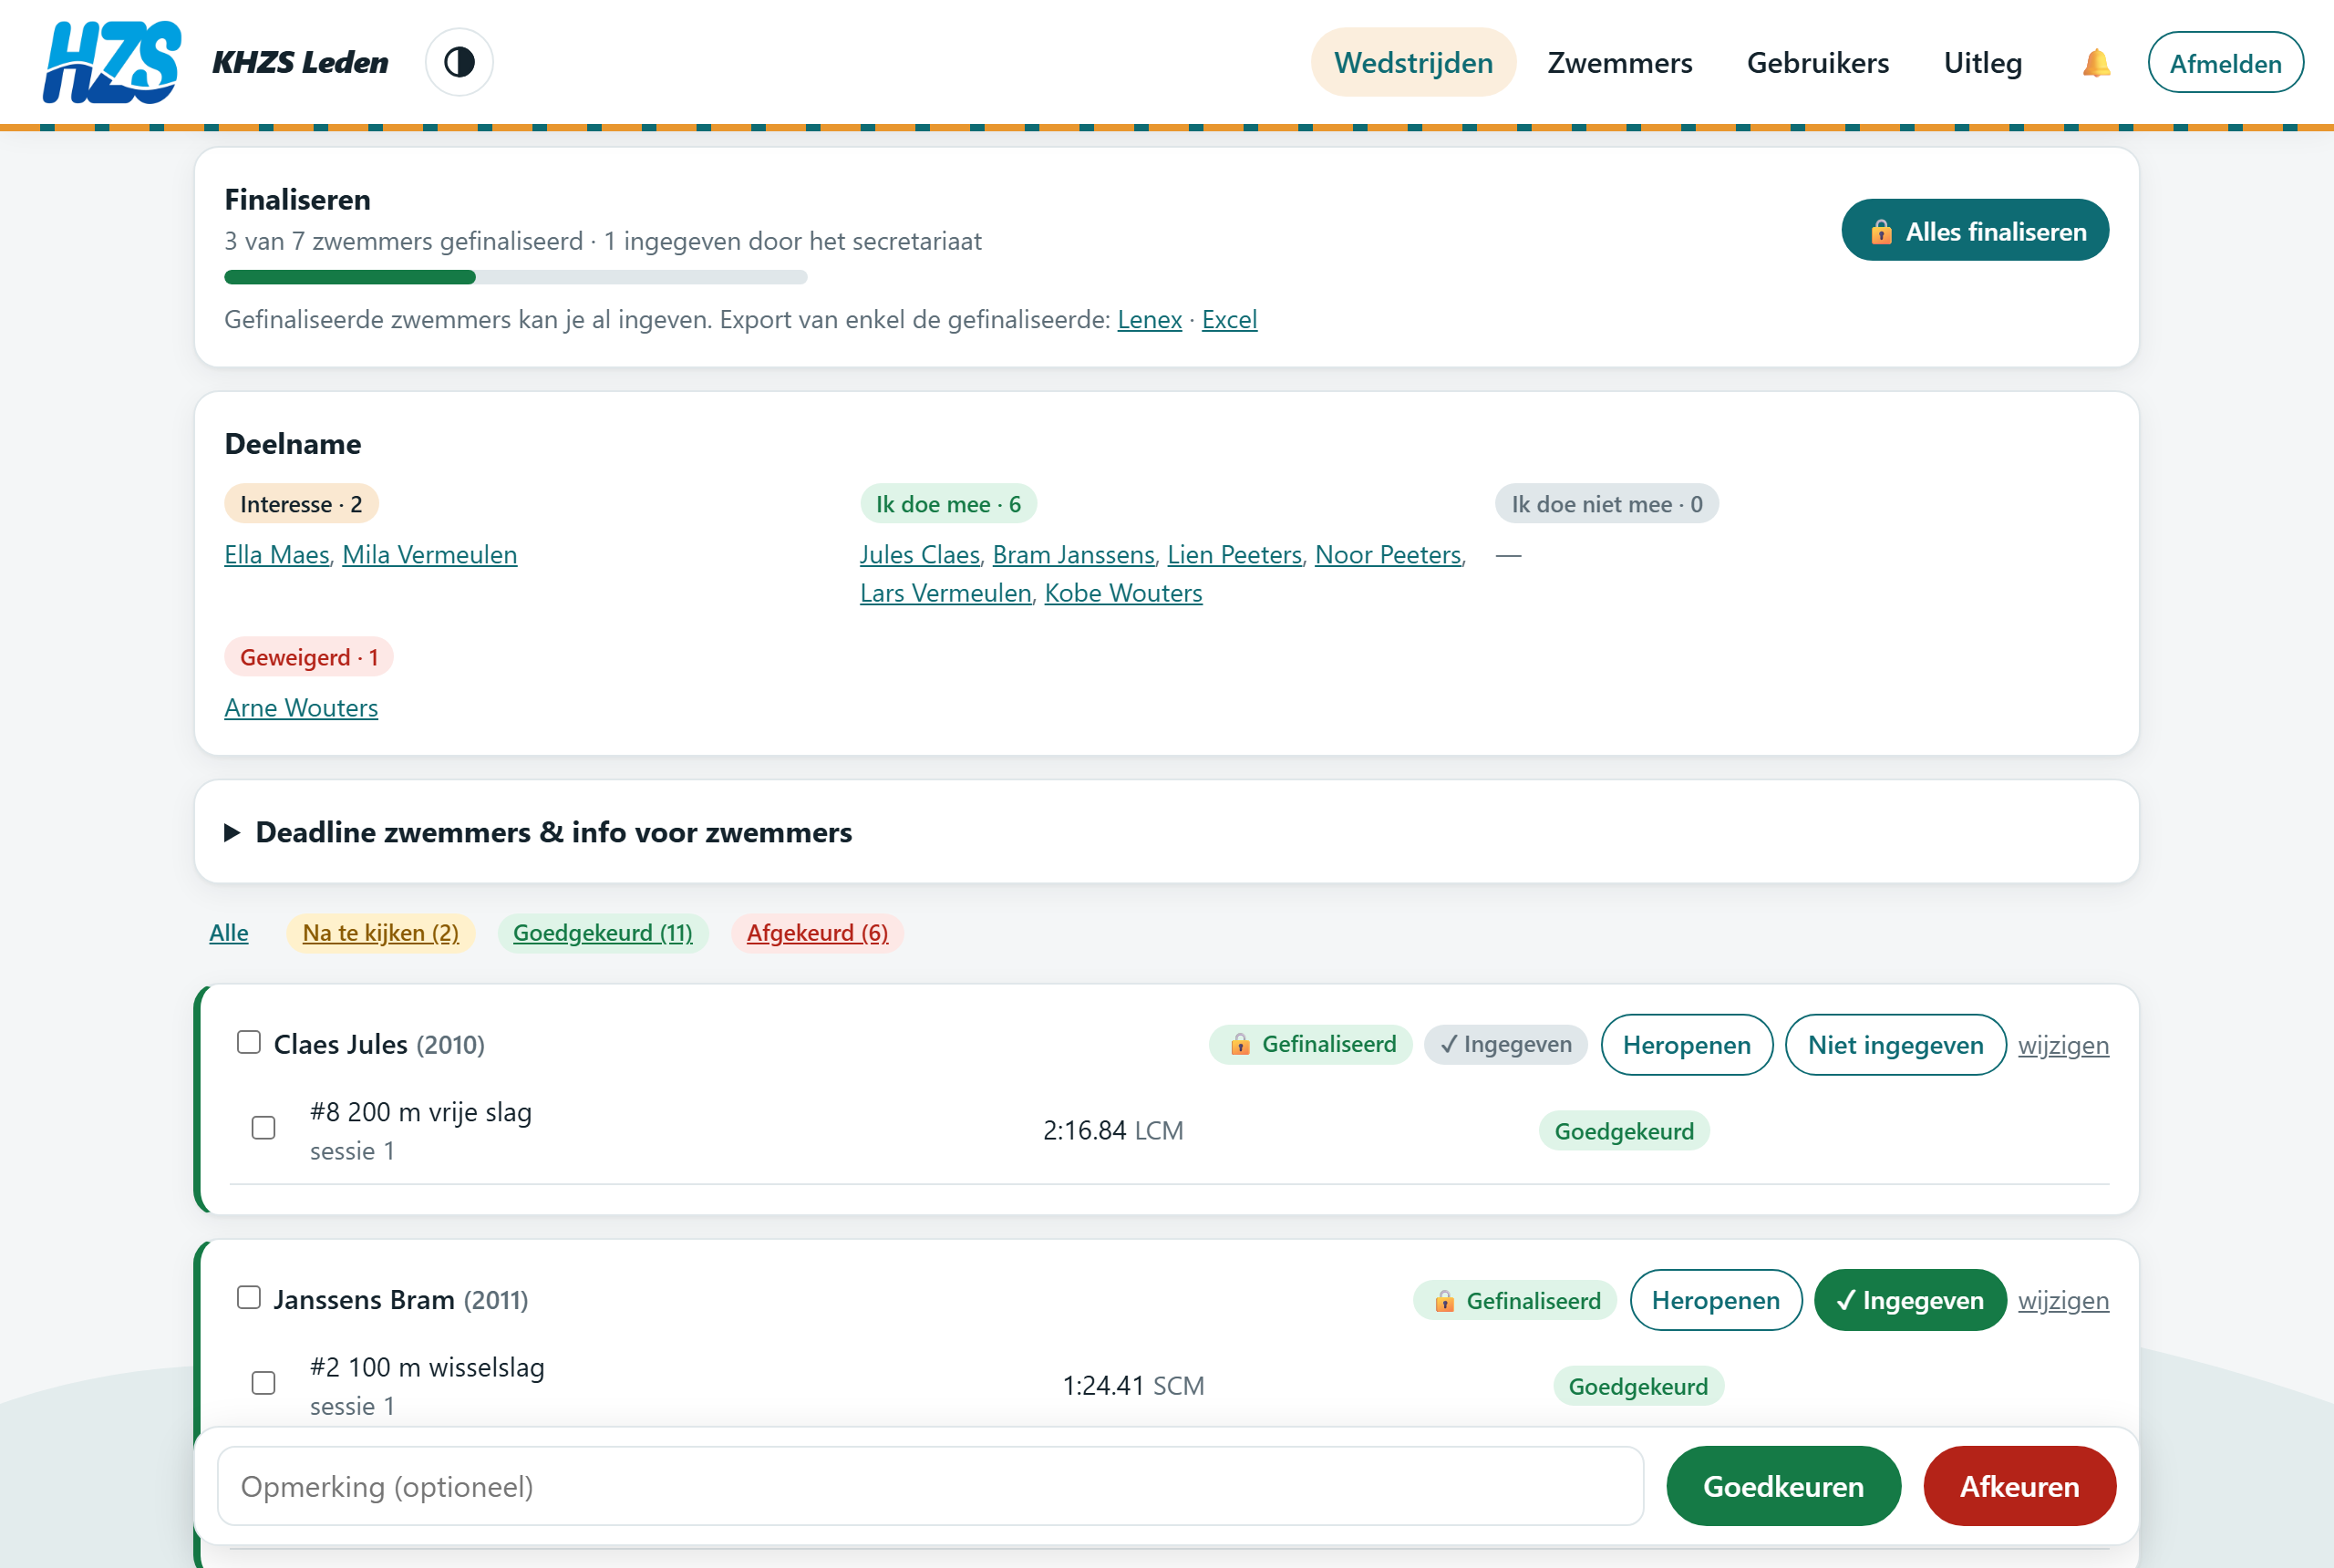 HZS
KHZS Leden
Wedstrijden
Zwemmers
Gebruikers
Uitleg
Afmelden
Finaliseren
3 van 7 zwemmers gefinaliseerd · 1 ingegeven door het secretariaat
Alles finaliseren
Gefinaliseerde zwemmers kan je al ingeven. Export van enkel de gefinaliseerde: Lenex · Excel
Deelname
Interesse · 2
Ella Maes, Mila Vermeulen
Ik doe mee · 6
Jules Claes, Bram Janssens, Lien Peeters, Noor Peeters,
Lars Vermeulen, Kobe Wouters
Ik doe niet mee · 0
—
Geweigerd · 1
Arne Wouters
Deadline zwemmers & info voor zwemmers
Alle
Na te kijken (2)
Goedgekeurd (11)
Afgekeurd (6)
Claes Jules (2010)
Gefinaliseerd
✓ Ingegeven
Heropenen
Niet ingegeven
wijzigen
#8 200 m vrije slag
sessie 1
2:16.84 LCM
Goedgekeurd
Janssens Bram (2011)
Gefinaliseerd
Heropenen
✓ Ingegeven
wijzigen
#2 100 m wisselslag
sessie 1
1:24.41 SCM
Goedgekeurd
Opmerking (optioneel)
Goedkeuren
Afkeuren